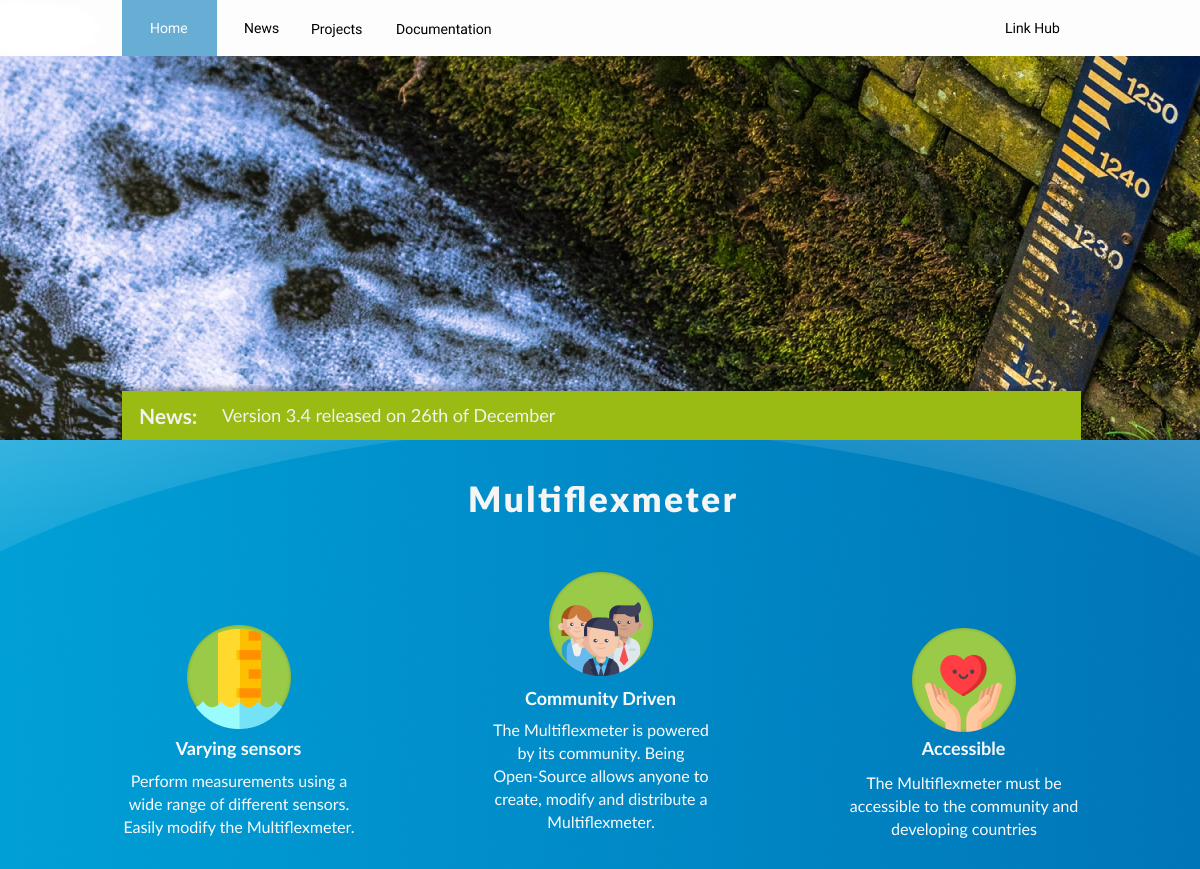 Home News Projects Documentation Link Hub
1250
1240
1230
1220
121
News: Version 3.4 released on 26th of December
Multiflexmeter
Varying sensors
Perform measurements using a
wide range of different sensors.
Easily modify the Multiflexmeter.
Community Driven
The Multiflexmeter is powered
by its community. Being
Open-Source allows anyone to
create, modify and distribute a
Multiflexmeter.
Accessible
The Multiflexmeter must be
accessible to the community and
developing countries